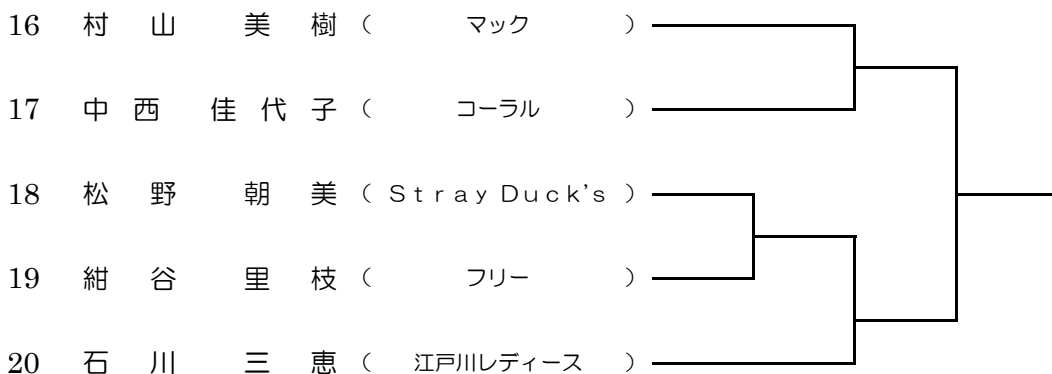 16 村山 美樹 ( マック )
17 中西 佳代子 ( コーラル )
18 松野 朝美 ( Stray Duck's )
19 紺谷 里枝 ( フリー )
20 石川 三恵 ( 江戸川レディース )